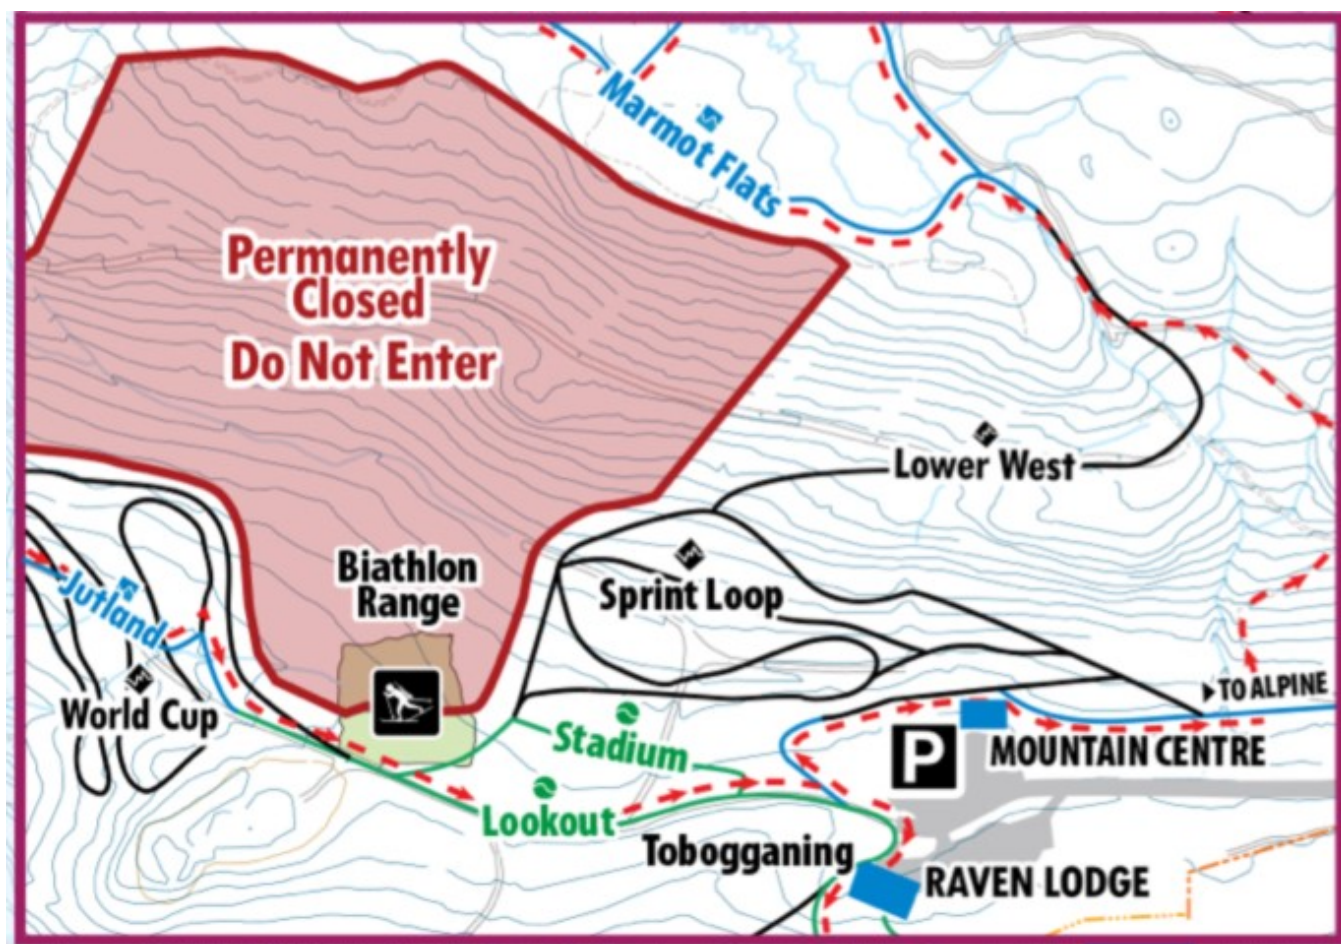 Marmot Flats
Permanently
Closed
Do Not Enter
Lower West
Biathlon
Range
Sprint Loop
Jutland
World Cup
TO ALPINE
Stadium
P
MOUNTAIN CENTRE
Lookout
Tobogganing
RAVEN LODGE